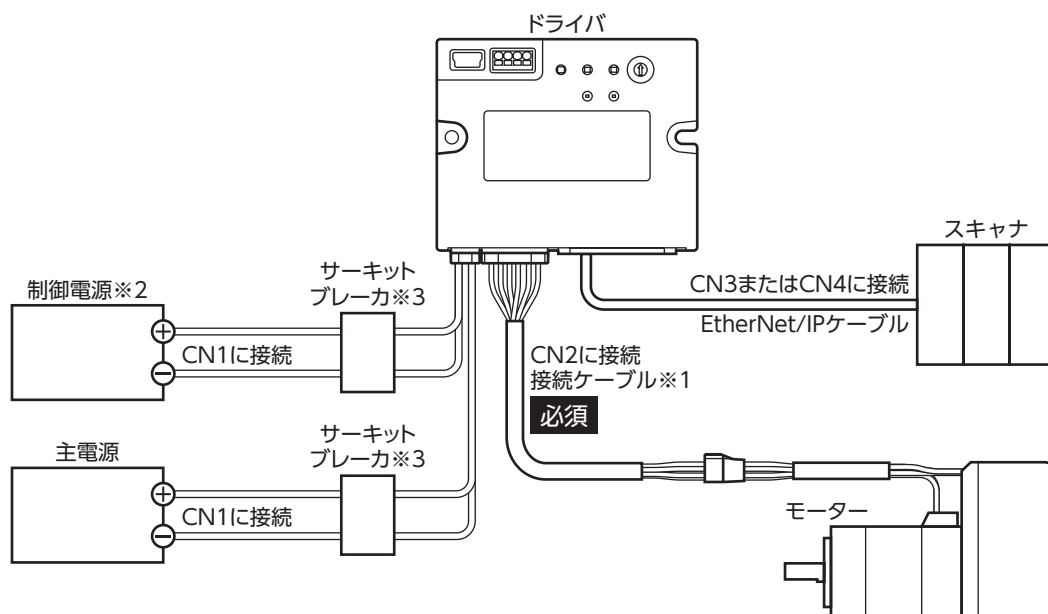 ドライバ
スキャナ
制御電源※2
サーキット
ブレーカ※3
CN3またはCN4に接続
EtherNet/IPケーブル
CN1に接続
CN2に接続
接続ケーブル※1
必須
主電源
サーキット
ブレーカ※3
CN1に接続
モーター